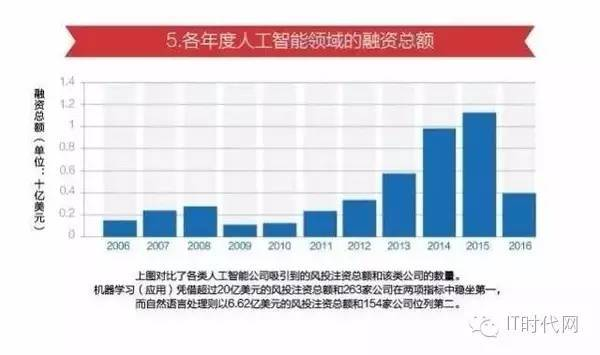 5.各年度人工智能领域的融资总额
融资总额（单位：十亿美元）
1.4
1.2
1
0.8
0.6
0.4
0.2
0
2006 2007 2008 2009 2010 2011 2012 2013 2014 2015 2016
上图对比了各类人工智能公司吸引到的风投注资总额和该类公司的数量。
机器学习（应用）凭借超过20亿美元的风投注资总额和263家公司在两项指标中稳坐第一，
而自然语言处理则以6.62亿美元的风投注资总额和154家公司位列第二。
IT时代网